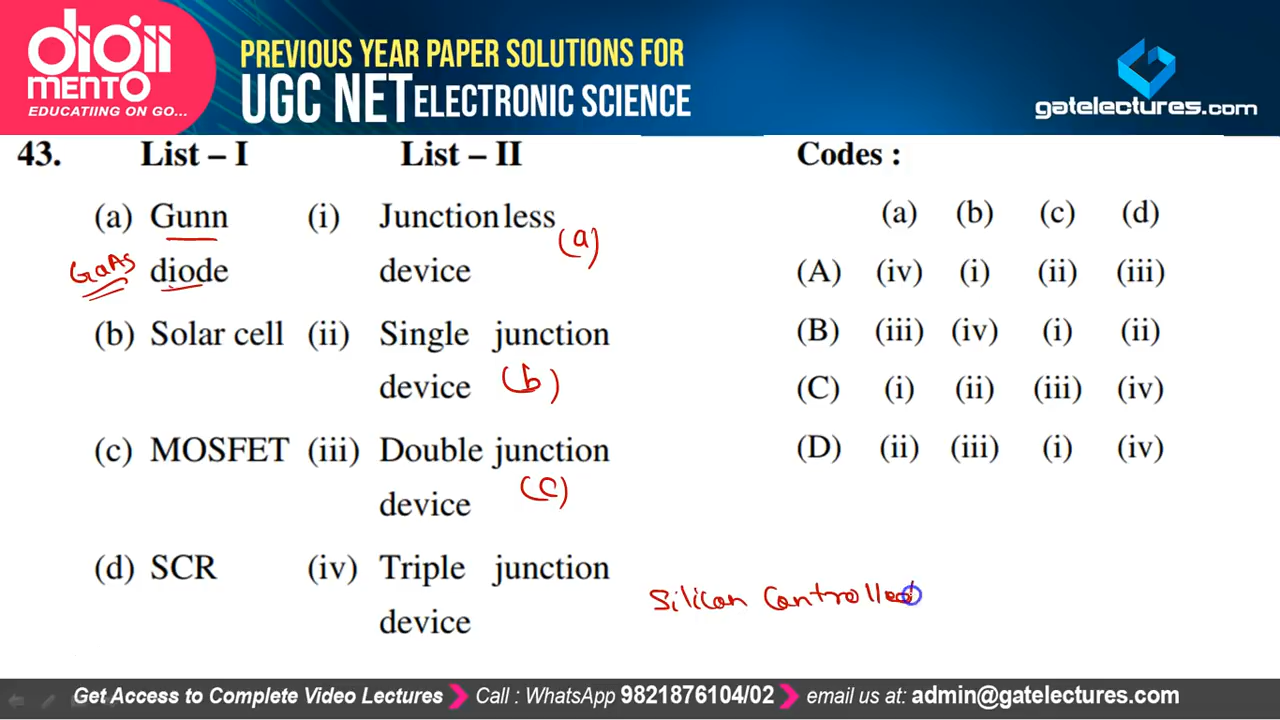 digii
MENTO
EDUCATIING ON GO...
PREVIOUS YEAR PAPER SOLUTIONS FOR
UGC NET ELECTRONIC SCIENCE
gatelectures.com
43. List – I List – II
(a) Gunn (i) Junction less
(a)
GaAs diode device
(b) Solar cell (ii) Single junction
device (b)
(c) MOSFET (iii) Double junction
device (c)
(d) SCR (iv) Triple junction
device
Silicon Controlled
Codes :
(a) (b) (c) (d)
(A) (iv) (i) (ii) (iii)
(B) (iii) (iv) (i) (ii)
(C) (i) (ii) (iii) (iv)
(D) (ii) (iii) (i) (iv)
Get Access to Complete Video Lectures Call : WhatsApp 9821876104/02 email us at: admin@gatelectures.com